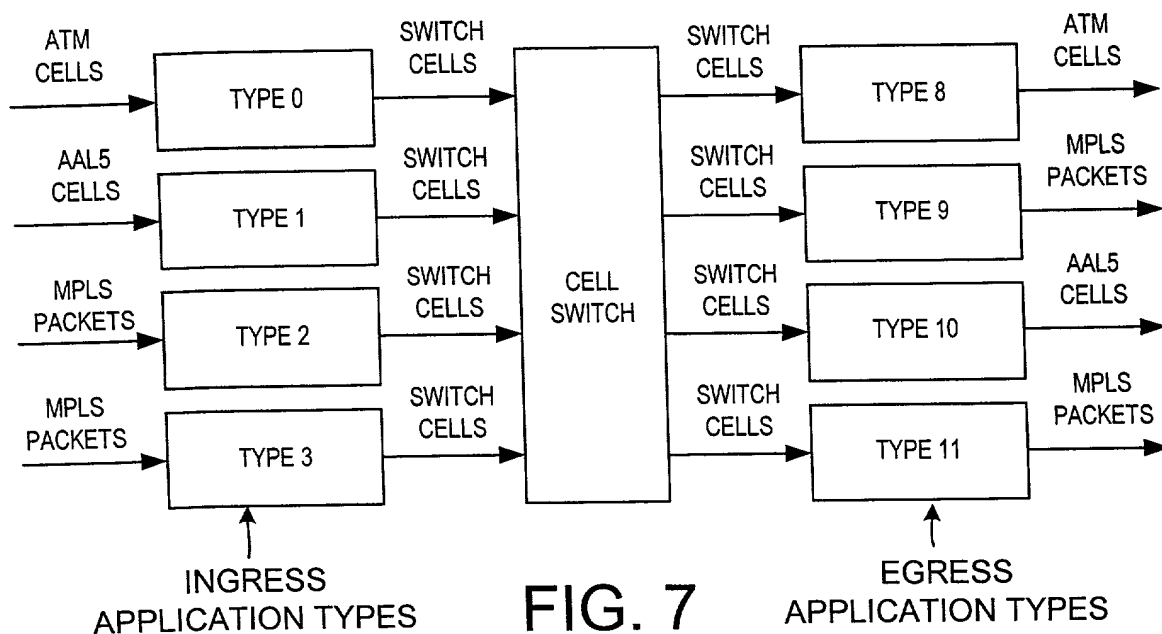 ATM
CELLS
SWITCH
CELLS
SWITCH
CELLS
ATM
CELLS
TYPE 0
TYPE 8
AAL5
CELLS
SWITCH
CELLS
SWITCH
CELLS
MPLS
PACKETS
TYPE 1
TYPE 9
MPLS
PACKETS
SWITCH
CELLS
CELL
SWITCH
SWITCH
CELLS
AAL5
CELLS
TYPE 2
TYPE 10
MPLS
PACKETS
SWITCH
CELLS
SWITCH
CELLS
MPLS
PACKETS
TYPE 3
TYPE 11
INGRESS
APPLICATION TYPES
FIG. 7
EGRESS
APPLICATION TYPES